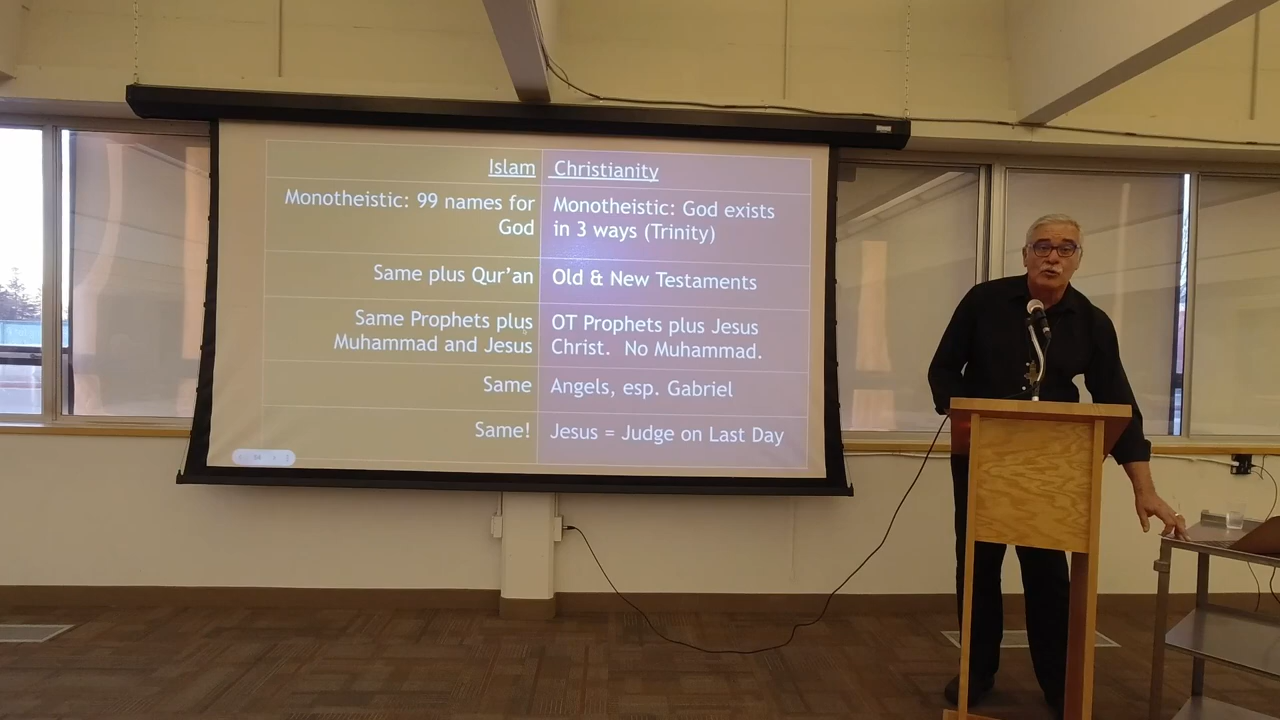 Islam Christianity
Monotheistic: 99 names for
God
Monotheistic: God exists
in 3 ways (Trinity)
Same plus Qur’an
Old & New Testaments
Same Prophets plus
Muhammad and Jesus
OT Prophets plus Jesus
Christ. No Muhammad.
Same
Angels, esp. Gabriel
Same!
Jesus = Judge on Last Day